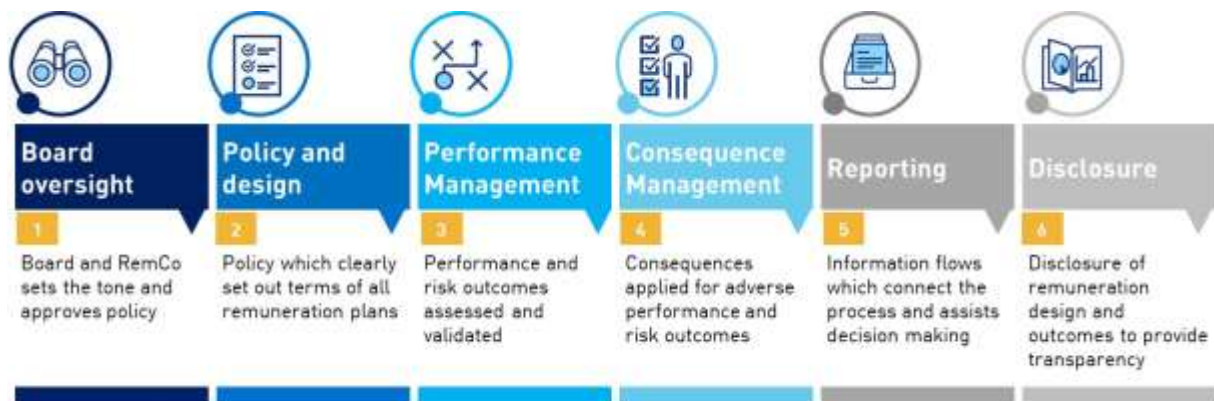 Board
oversight
1
Board and RemCo
sets the tone and
approves policy
Policy and
design
2
Policy which clearly
set out terms of all
remuneration plans
Performance
Management
3
Performance and
risk outcomes
assessed and
validated
Consequence
Management
4
Consequences
applied for adverse
performance and
risk outcomes
Reporting
5
Information flows
which connect the
process and assists
decision making
Disclosure
6
Disclosure of
remuneration
design and
outcomes to provide
transparency